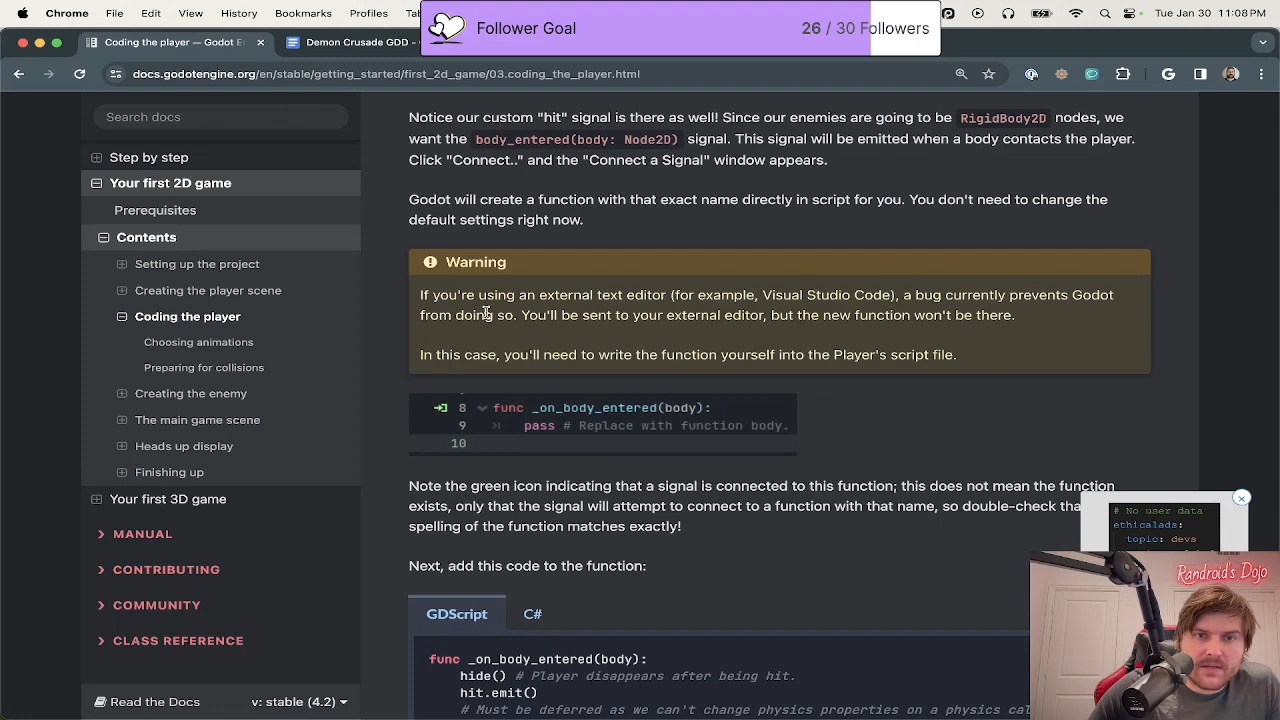 Chrome
File
Edit
View
Hist
Follower Goal
26 / 30 Followers
Tue Jan 30 11:08 PM
Coding the player — Godot E
Demon Crusade GDD -
docs.godotengine.org/en/stable/getting_started/first_2d_game/03.coding_the_player.html
Search docs
Step by step
Your first 2D game
Prerequisites
Contents
Setting up the project
Creating the player scene
Coding the player
Choosing animations
Preparing for collisions
Creating the enemy
The main game scene
Heads up display
Finishing up
Your first 3D game
MANUAL
CONTRIBUTING
COMMUNITY
CLASS REFERENCE
Read the Docs
v: stable (4.2)
Notice our custom "hit" signal is there as well! Since our enemies are going to be RigidBody2D nodes, we
want the body_entered(body: Node2D) signal. This signal will be emitted when a body contacts the player.
Click "Connect.." and the "Connect a Signal" window appears.
Godot will create a function with that exact name directly in script for you. You don't need to change the
default settings right now.
Warning
If you're using an external text editor (for example, Visual Studio Code), a bug currently prevents Godot
from doing so. You'll be sent to your external editor, but the new function won't be there.
In this case, you'll need to write the function yourself into the Player's script file.
8 func _on_body_entered(body):
9 pass # Replace with function body.
10
Note the green icon indicating that a signal is connected to this function; this does not mean the function
exists, only that the signal will attempt to connect to a function with that name, so double-check tha
spelling of the function matches exactly!
Next, add this code to the function:
GDScript
C#
func _on_body_entered(body):
hide() # Player disappears after being hit.
hit.emit()
# Must be deferred as we can't change physics properties on a physics cal
# No user data
ethicalads:
topic: devs
Randroid's Dojo